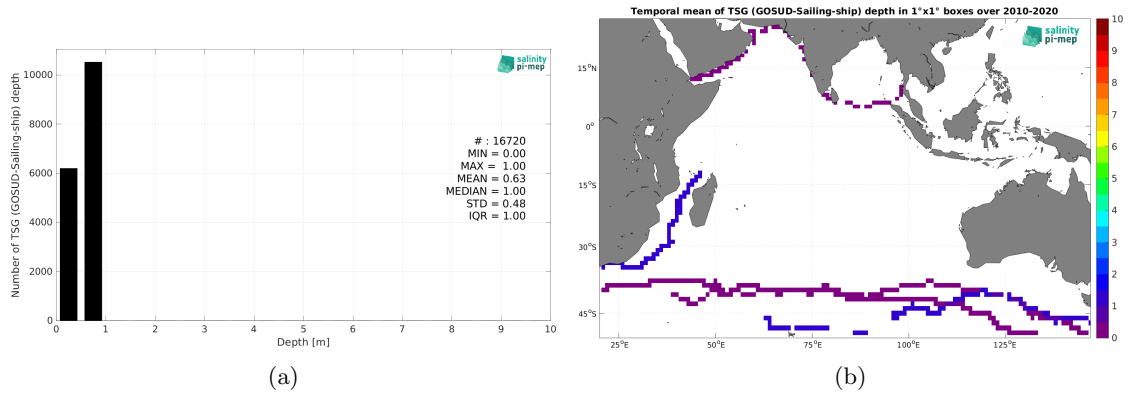 10000
8000
6000
4000
2000
0
Number of TSG (GOSUD-Sailing-ship) depth
0 1 2 3 4 5 6 7 8 9 10
Depth [m]
salinity
pi-mep
# : 16720
MIN = 0.00
MAX = 1.00
MEAN = 0.63
MEDIAN = 1.00
STD = 0.48
IQR = 1.00
(a)
Temporal mean of TSG (GOSUD-Sailing-ship) depth in 1°x1° boxes over 2010-2020
salinity
pi-mep
15°N
0°
15°S
30°S
45°S
25°E 50°E 75°E 100°E 125°E
10
9
8
7
6
5
4
3
2
1
0
(b)